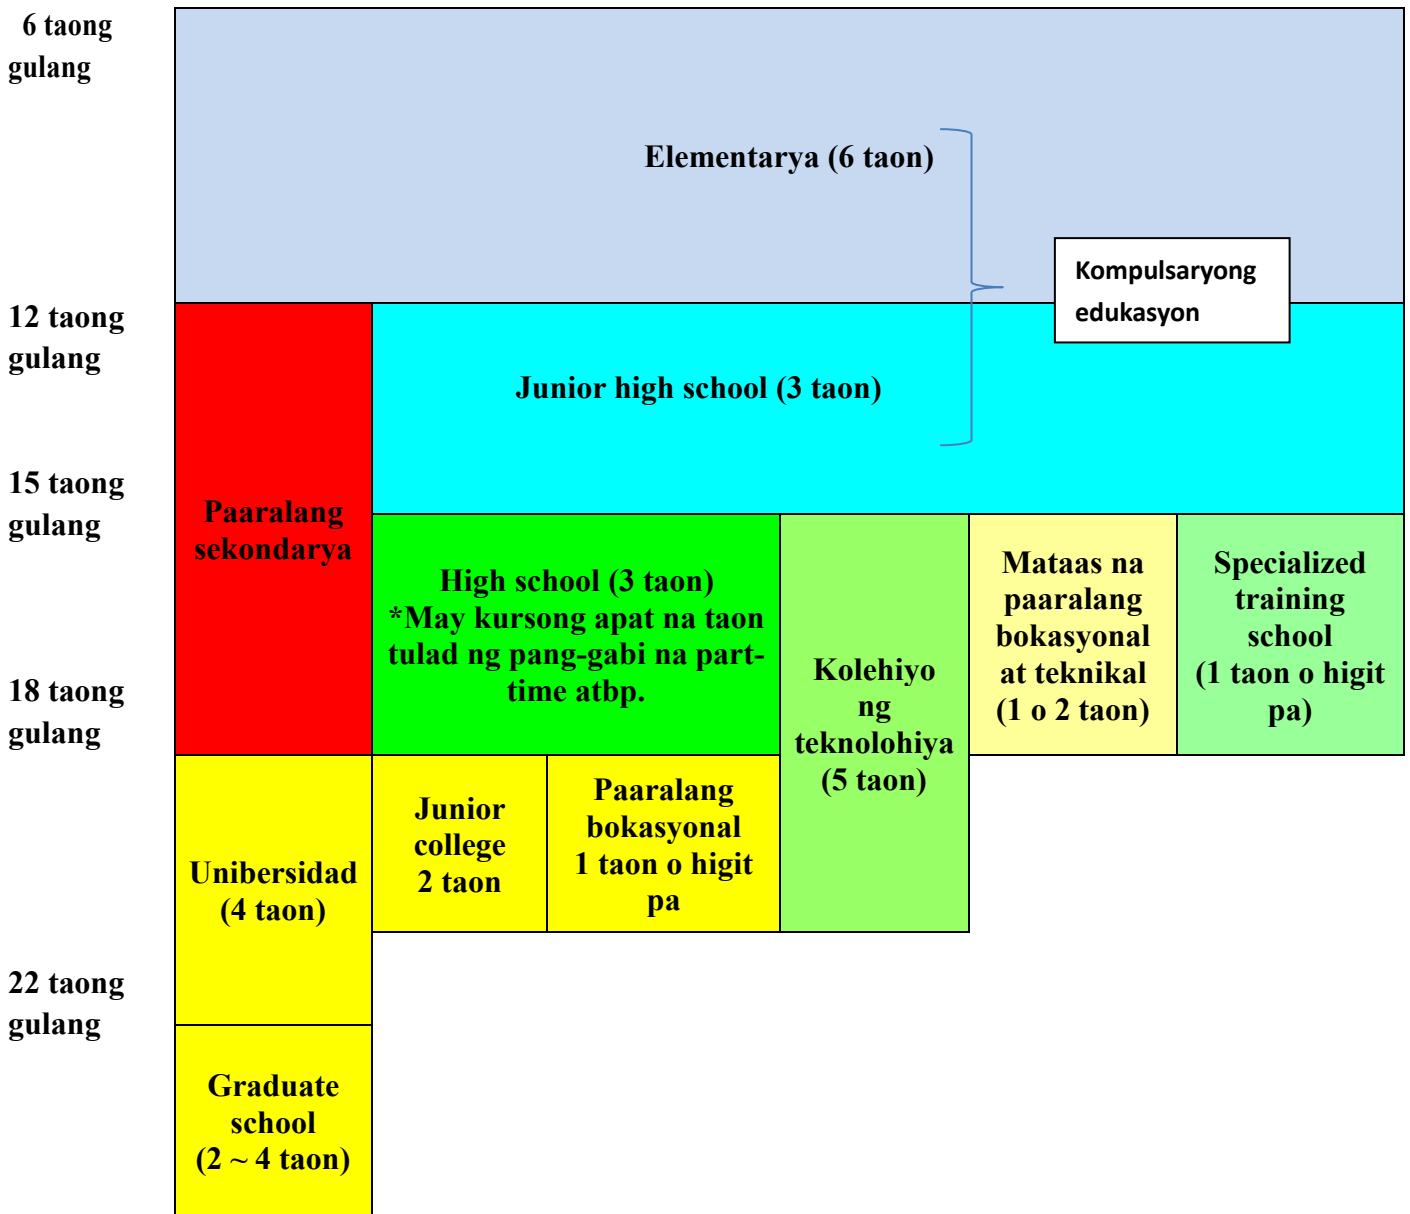 6 taong
gulang
Elementarya (6 taon)
Kompulsaryong
edukasyon
12 taong
gulang
Junior high school (3 taon)
15 taong
gulang
Paaralang
sekondarya
High school (3 taon)
*May kursong apat na taon
tulad ng pang-gabi na part-
time atbp.
Kolehiyo
ng
teknolohiya
(5 taon)
Mataas na
paaralang
bokasyonal
at teknikal
(1 o 2 taon)
Specialized
training
school
(1 taon o higit
pa)
18 taong
gulang
Unibersidad
(4 taon)
Junior
college
2 taon
Paaralang
bokasyonal
1 taon o higit
pa
22 taong
gulang
Graduate
school
(2 ~ 4 taon)